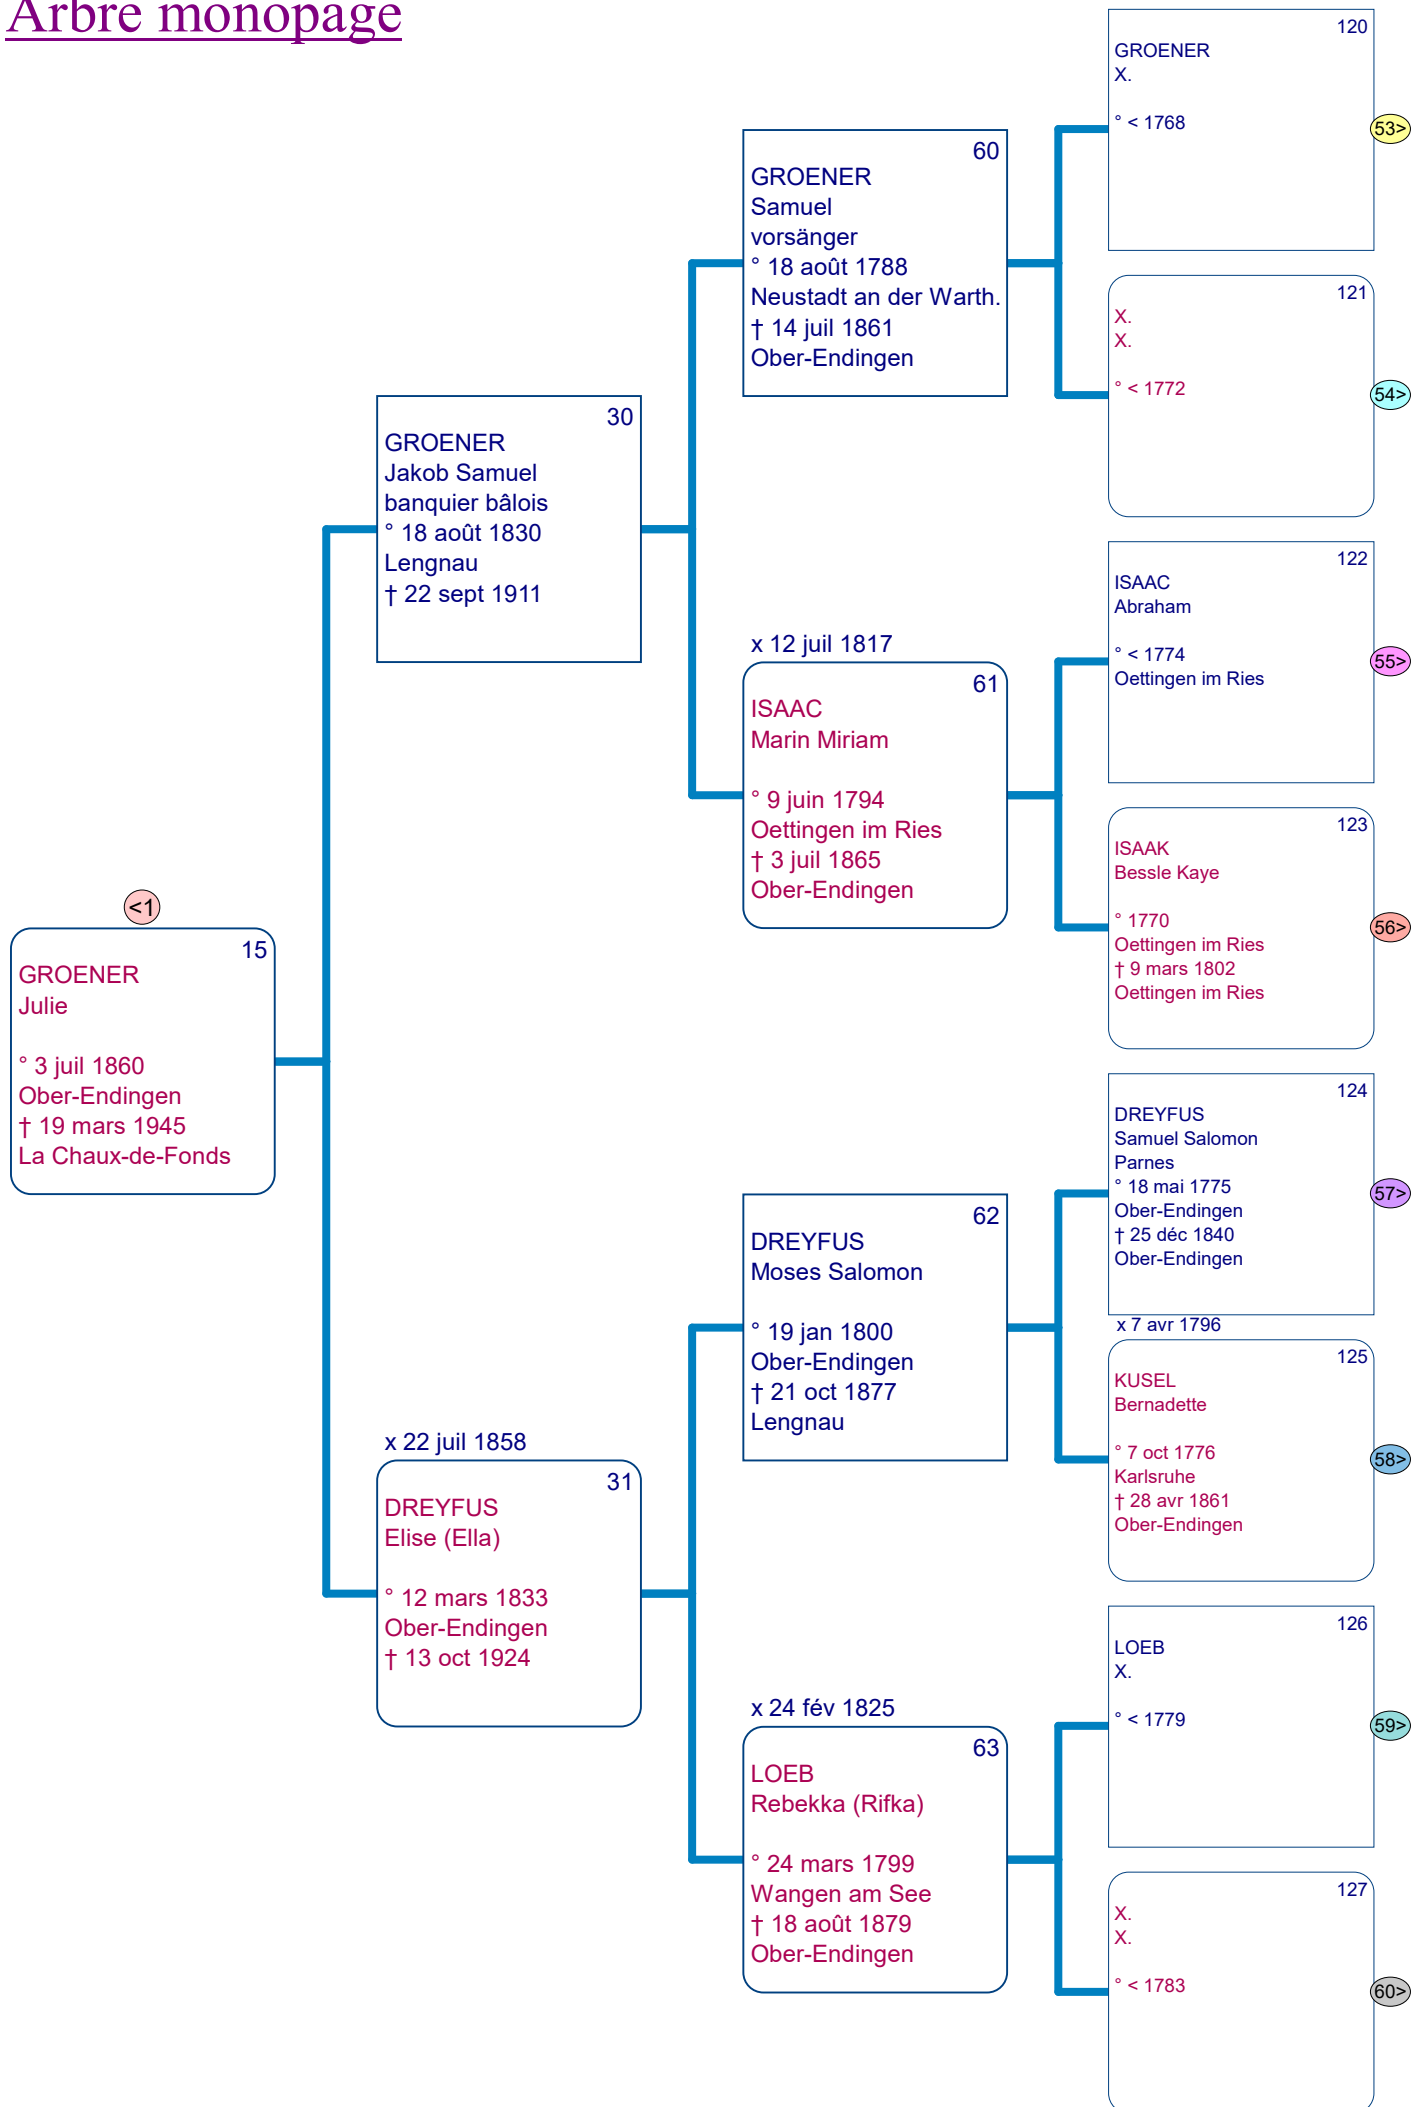 Arbre monopage
<1
15
GROENER
Julie
° 3 juil 1860
Ober-Endingen
† 19 mars 1945
La Chaux-de-Fonds
30
GROENER
Jakob Samuel
banquier bâlois
° 18 août 1830
Lengnau
† 22 sept 1911
x 22 juil 1858
31
DREYFUS
Elise (Ella)
° 12 mars 1833
Ober-Endingen
† 13 oct 1924
60
GROENER
Samuel
vorsänger
° 18 août 1788
Neustadt an der Warth.
† 14 juil 1861
Ober-Endingen
x 12 juil 1817
61
ISAAC
Marin Miriam
° 9 juin 1794
Oettingen im Ries
† 3 juil 1865
Ober-Endingen
62
DREYFUS
Moses Salomon
° 19 jan 1800
Ober-Endingen
† 21 oct 1877
Lengnau
x 24 fév 1825
63
LOEB
Rebekka (Rifka)
° 24 mars 1799
Wangen am See
† 18 août 1879
Ober-Endingen
120
GROENER
X.
° < 1768
53>
121
X.
X.
° < 1772
54>
122
ISAAC
Abraham
° < 1774
Oettingen im Ries
55>
123
ISAAK
Bessle Kaye
° 1770
Oettingen im Ries
† 9 mars 1802
Oettingen im Ries
56>
124
DREYFUS
Samuel Salomon
Parnes
° 18 mai 1775
Ober-Endingen
† 25 déc 1840
Ober-Endingen
57>
x 7 avr 1796
125
KUSEL
Bernadette
° 7 oct 1776
Karlsruhe
† 28 avr 1861
Ober-Endingen
58>
126
LOEB
X.
° < 1779
59>
127
X.
X.
° < 1783
60>